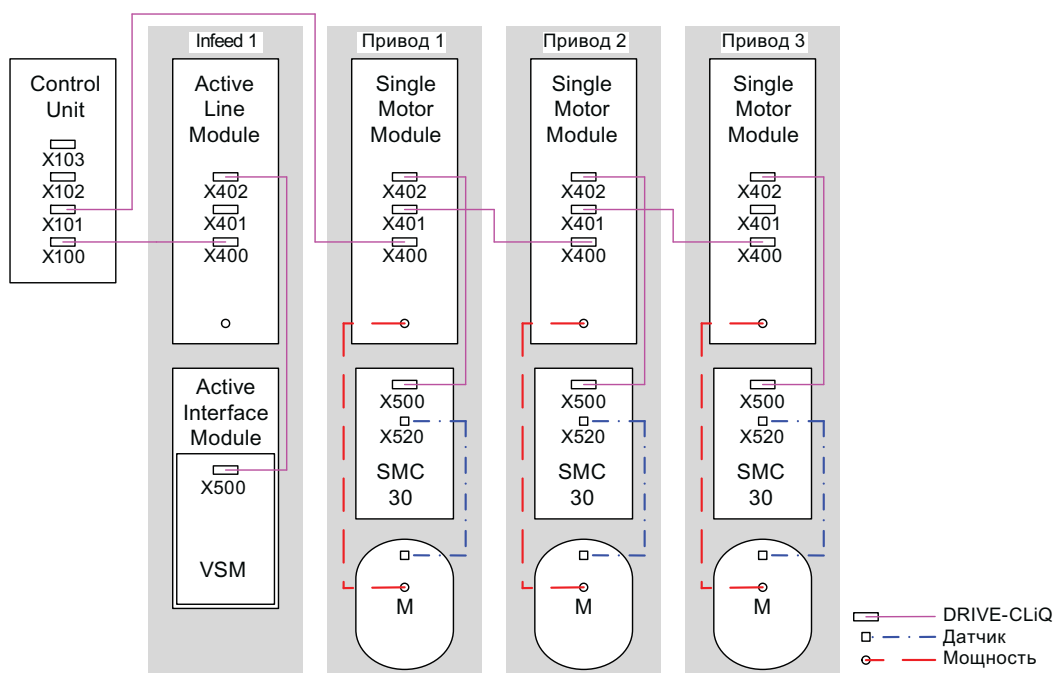 Infeed 1
Привод 1
Привод 2
Привод 3
Control
Unit
X103
X102
X101
X100
Active
Line
Module
X402
X401
X400
Single
Motor
Module
X402
X401
X400
Single
Motor
Module
X402
X401
X400
Single
Motor
Module
X402
X401
X400
Active
Interface
Module
X500
VSM
X500
X520
SMC
30
M
X500
X520
SMC
30
M
X500
X520
SMC
30
M
DRIVE-CLiQ
Датчик
Мощность